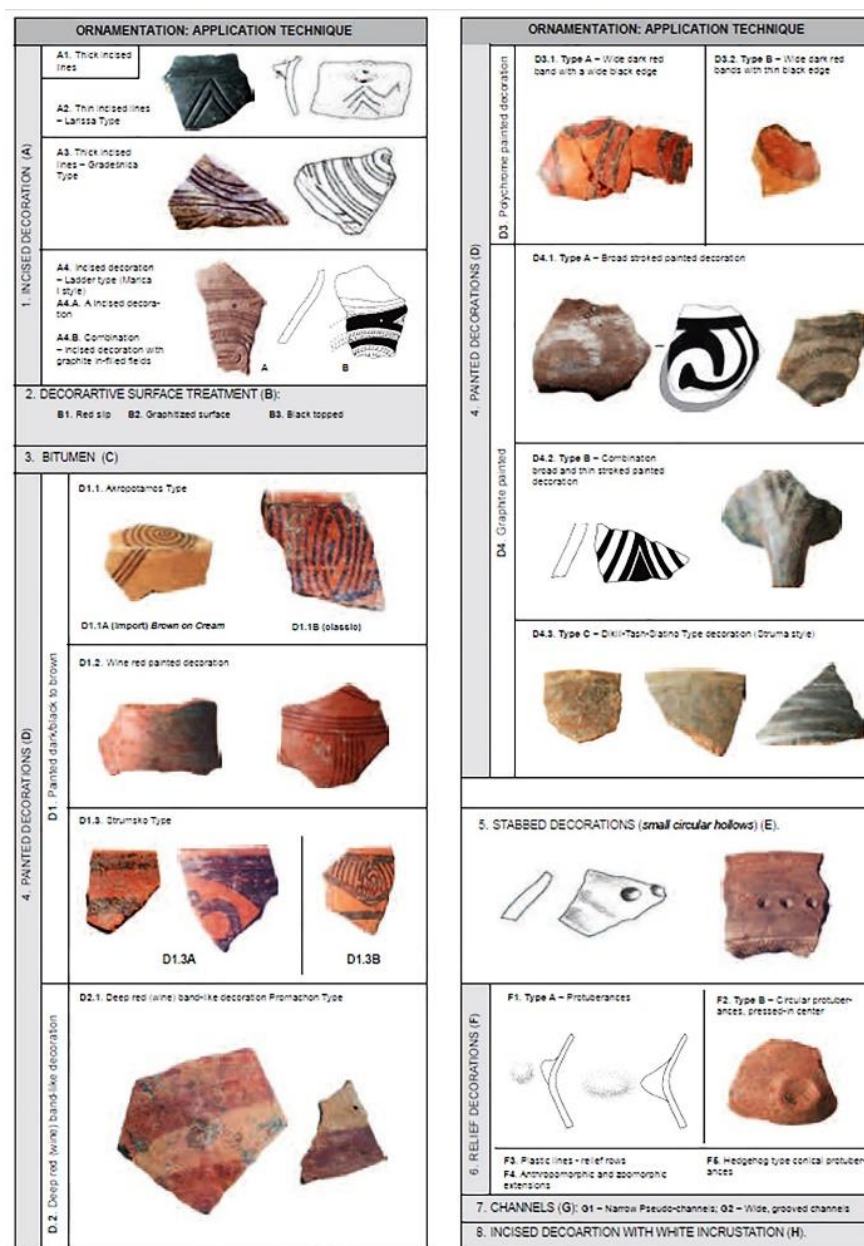 ORNAMENTATION: APPLICATION TECHNIQUE
1. INCISED DECORATION (A)
A1. Thick incised
lines
A2. Thin incised lines
– Larissa Type
A3. Thick incised
lines – Gradešnica
Type
A4. Incised decoration
– Ladder type (Marica
I style)
A4.A. A incised decora-
tion
A4.B. Combination
– Incised decoration with
graphite in-filled fields
A
B
2. DECORARTIVE SURFACE TREATMENT (B):
B1. Red slip B2. Graphitized surface B3. Black topped
3. BITUMEN (C)
4. PAINTED DECORATIONS (D)
D1. Painted dark/black to brown
D1.1. Akropotamos Type
D1.1A (import) Brown on Cream
D1.1B (classic)
D1.2. Wine red painted decoration
D1.3. Strumsko Type
D1.3A
D1.3B
D.2. Deep red (wine) band-like decoration
D2.1. Deep red (wine) band-like decoration Promachon Type
ORNAMENTATION: APPLICATION TECHNIQUE
4. PAINTED DECORATIONS (D)
D3. Polychrome painted decoration
D3.1. Type A – Wide dark red
band with a wide black edge
D3.2. Type B – Wide dark red
bands with thin black edge
D4. Graphite painted
D4.1. Type A – Broad stroked painted decoration
D4.2. Type B – Combination
broad and thin stroked painted
decoration
D4.3. Type C – Dikili-Tash-Slatino Type decoration (Struma style)
5. STABBED DECORATIONS (small circular hollows) (E).
6. RELIEF DECORATIONS (F)
F1. Type A – Protuberances
F2. Type B – Circular protuber-
ances, pressed-in center
F3. Plastic lines - relief rows
F4. Anthropomorphic and zoomorphic
extensions
F5. Hedgehog type conical protuber-
ances
7. CHANNELS (G): G1 – Narrow Pseudo-channels; G2 – Wide, grooved channels
8. INCISED DECOARTION WITH WHITE INCRUSTATION (H).